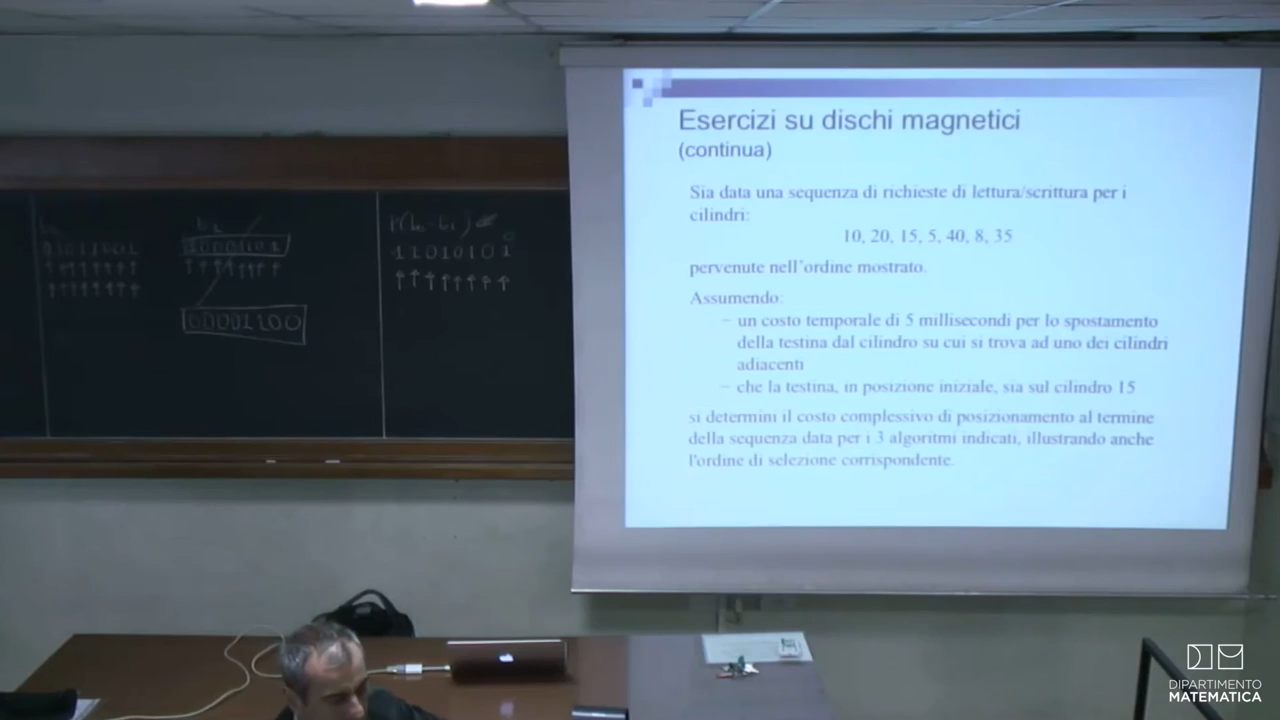 Esercizi su dischi magnetici
(continua)
Sia data una sequenza di richieste di lettura/scrittura per i
cilindri:
10, 20, 15, 5, 40, 8, 35
pervenute nell'ordine mostrato.
Assumendo:
– un costo temporale di 5 millisecondi per lo spostamento
della testina dal cilindro su cui si trova ad uno dei cilindri
adiacenti
– che la testina, in posizione iniziale, sia sul cilindro 15
si determini il costo complessivo di posizionamento al termine
della sequenza data per i 3 algoritmi indicati, illustrando anche
l'ordine di selezione corrispondente.
11010101
00001100
DIPARTIMENTO
MATEMATICA